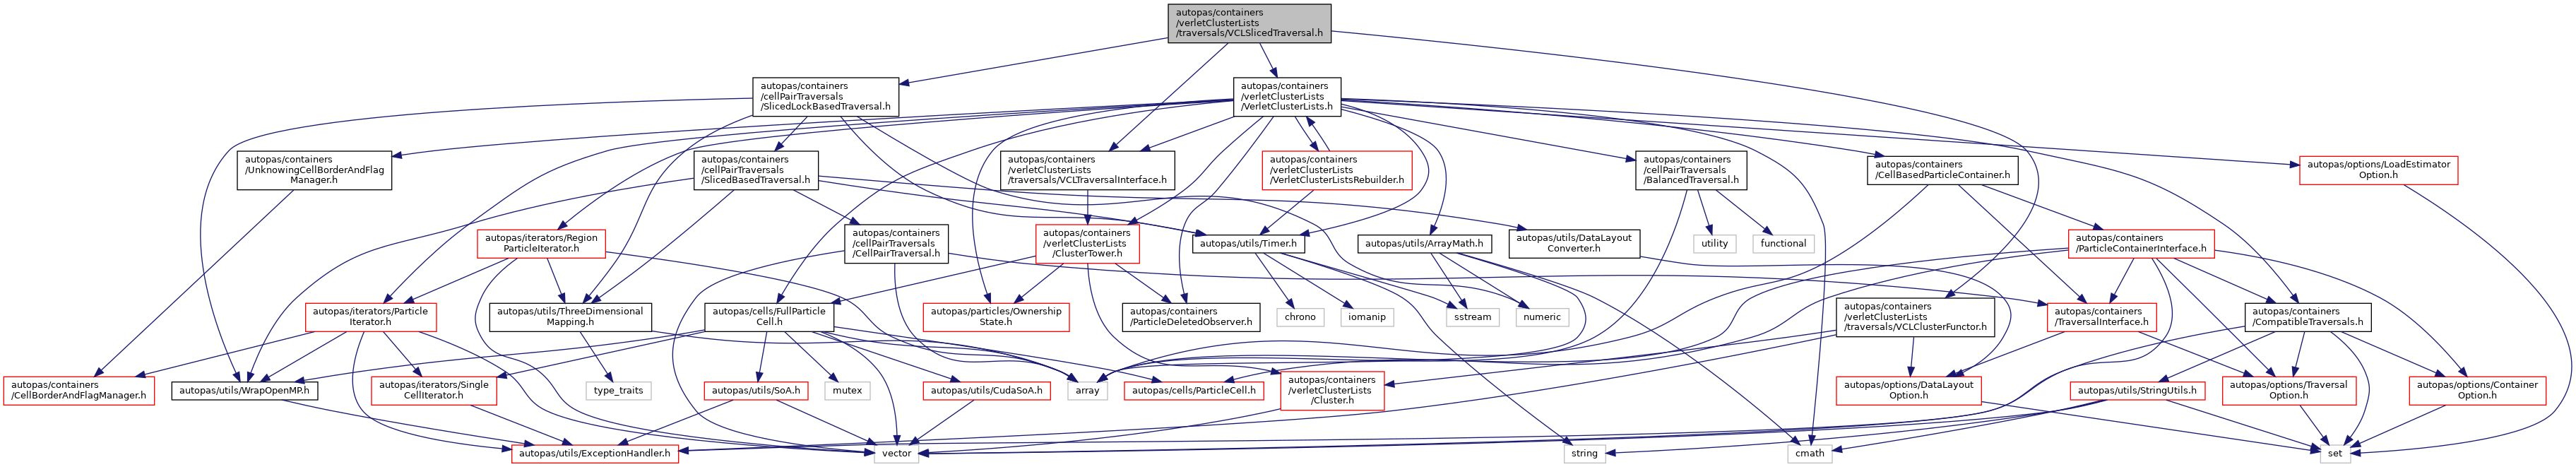 autopas/containers
/verletClusterLists
/traversals/VCLSlicedTraversal.h
autopas/containers
/cellPairTraversals
/SlicedLockBasedTraversal.h
autopas/containers
/verletClusterLists
/VerletClusterLists.h
autopas/containers
/UnknowingCellBorderAndFlag
Manager.h
autopas/containers
/cellPairTraversals
/SlicedBasedTraversal.h
autopas/containers
/verletClusterLists
/traversals/VCLTraversalInterface.h
autopas/containers
/verletClusterLists
/VerletClusterListsRebuilder.h
autopas/containers
/cellPairTraversals
/BalancedTraversal.h
autopas/containers
/CellBasedParticleContainer.h
autopas/options/LoadEstimator
Option.h
autopas/iterators/Region
ParticleIterator.h
autopas/containers
/cellPairTraversals
/CellPairTraversal.h
autopas/containers
/verletClusterLists
/ClusterTower.h
autopas/utils/Timer.h
autopas/utils/ArrayMath.h
autopas/utils/DataLayout
Converter.h
utility
functional
autopas/containers
/ParticleContainerInterface.h
autopas/iterators/Particle
Iterator.h
autopas/utils/ThreeDimensional
Mapping.h
autopas/cells/FullParticle
Cell.h
autopas/particles/Ownership
State.h
autopas/containers
/ParticleDeletedObserver.h
chrono
iomanip
sstream
numeric
autopas/containers
/verletClusterLists
/traversals/VCLClusterFunctor.h
autopas/containers
/TraversalInterface.h
autopas/containers
/CompatibleTraversals.h
autopas/containers
/CellBorderAndFlagManager.h
autopas/utils/WrapOpenMP.h
autopas/iterators/Single
CellIterator.h
type_traits
autopas/utils/SoA.h
mutex
autopas/utils/CudaSoA.h
array
autopas/cells/ParticleCell.h
autopas/containers
/verletClusterLists
/Cluster.h
autopas/options/DataLayout
Option.h
autopas/utils/StringUtils.h
autopas/options/Traversal
Option.h
autopas/options/Container
Option.h
autopas/utils/ExceptionHandler.h
vector
string
cmath
set